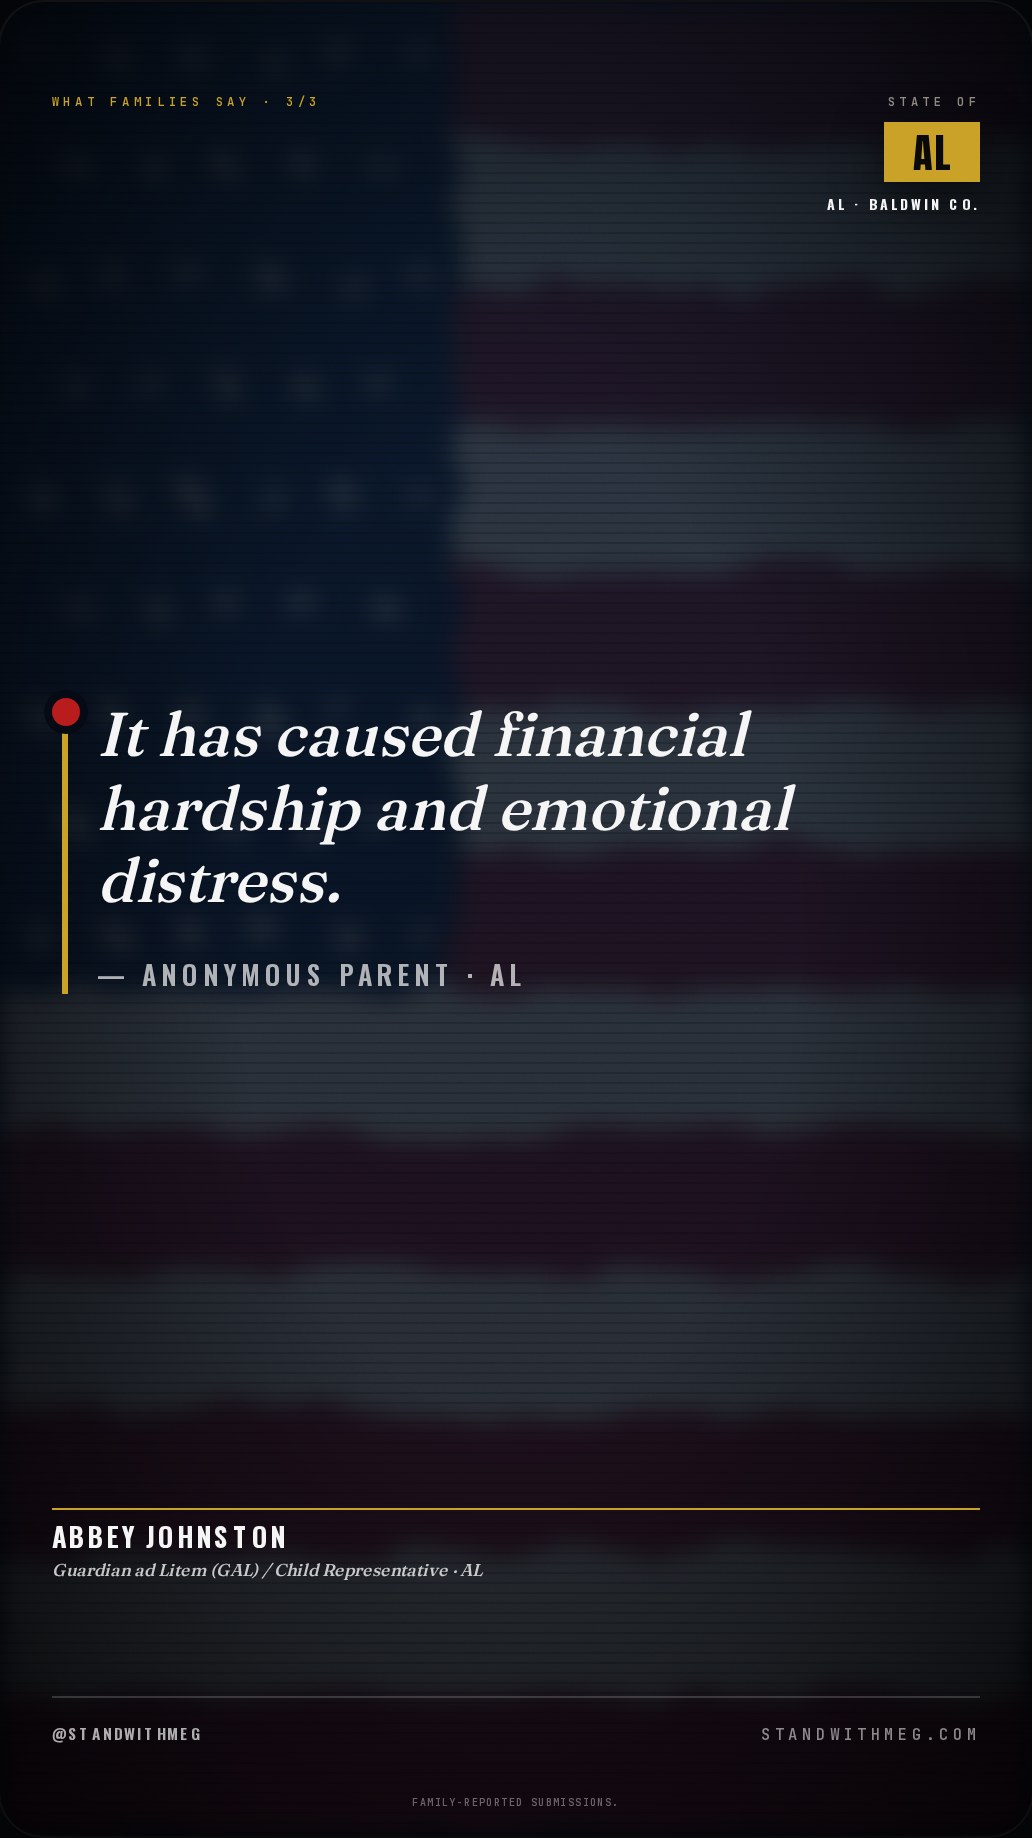 WHAT FAMILIES SAY · 3/3
STATE OF
AL
AL · BALDWIN CO.
It has caused financial
hardship and emotional
distress.
— ANONYMOUS PARENT · AL
ABBEY JOHNSTON
Guardian ad Litem (GAL) / Child Representative · AL
@STANDWITHMEG
STANDWITHMEG.COM
FAMILY-REPORTED SUBMISSIONS.